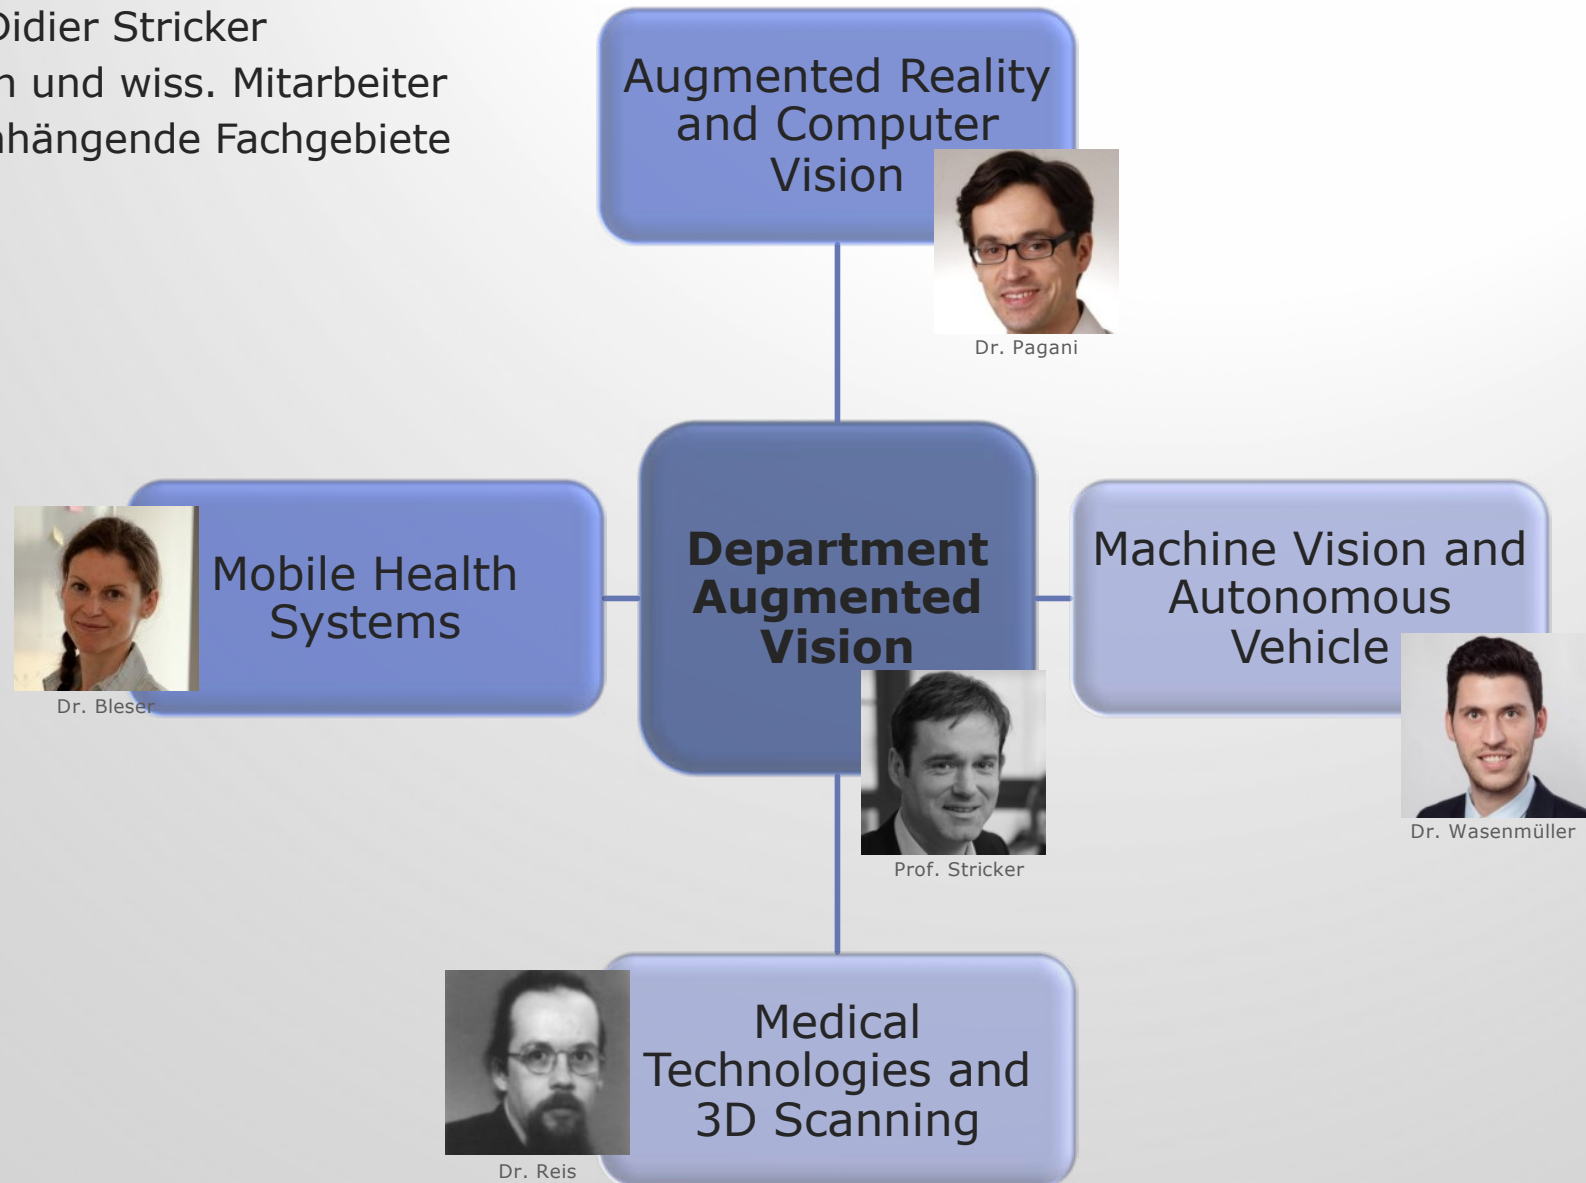 Didier Stricker
n und wiss. Mitarbeiter
nhängende Fachgebiete
Augmented Reality
and Computer
Vision
Dr. Pagani
Mobile Health
Systems
Dr. Bleser
Department
Augmented
Vision
Prof. Stricker
Machine Vision and
Autonomous
Vehicle
Dr. Wasenmüller
Medical
Technologies and
3D Scanning
Dr. Reis